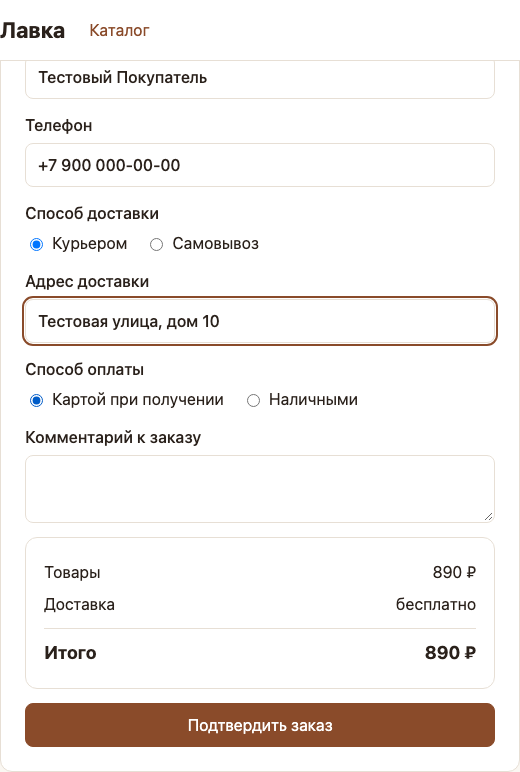 Лавка Каталог
Тестовый Покупатель
Телефон
+7 900 000-00-00
Способ доставки
Курьером Самовывоз
Адрес доставки
Тестовая улица, дом 10
Способ оплаты
Картой при получении Наличными
Комментарий к заказу
Товары 890 ₽
Доставка бесплатно
Итого 890 ₽
Подтвердить заказ